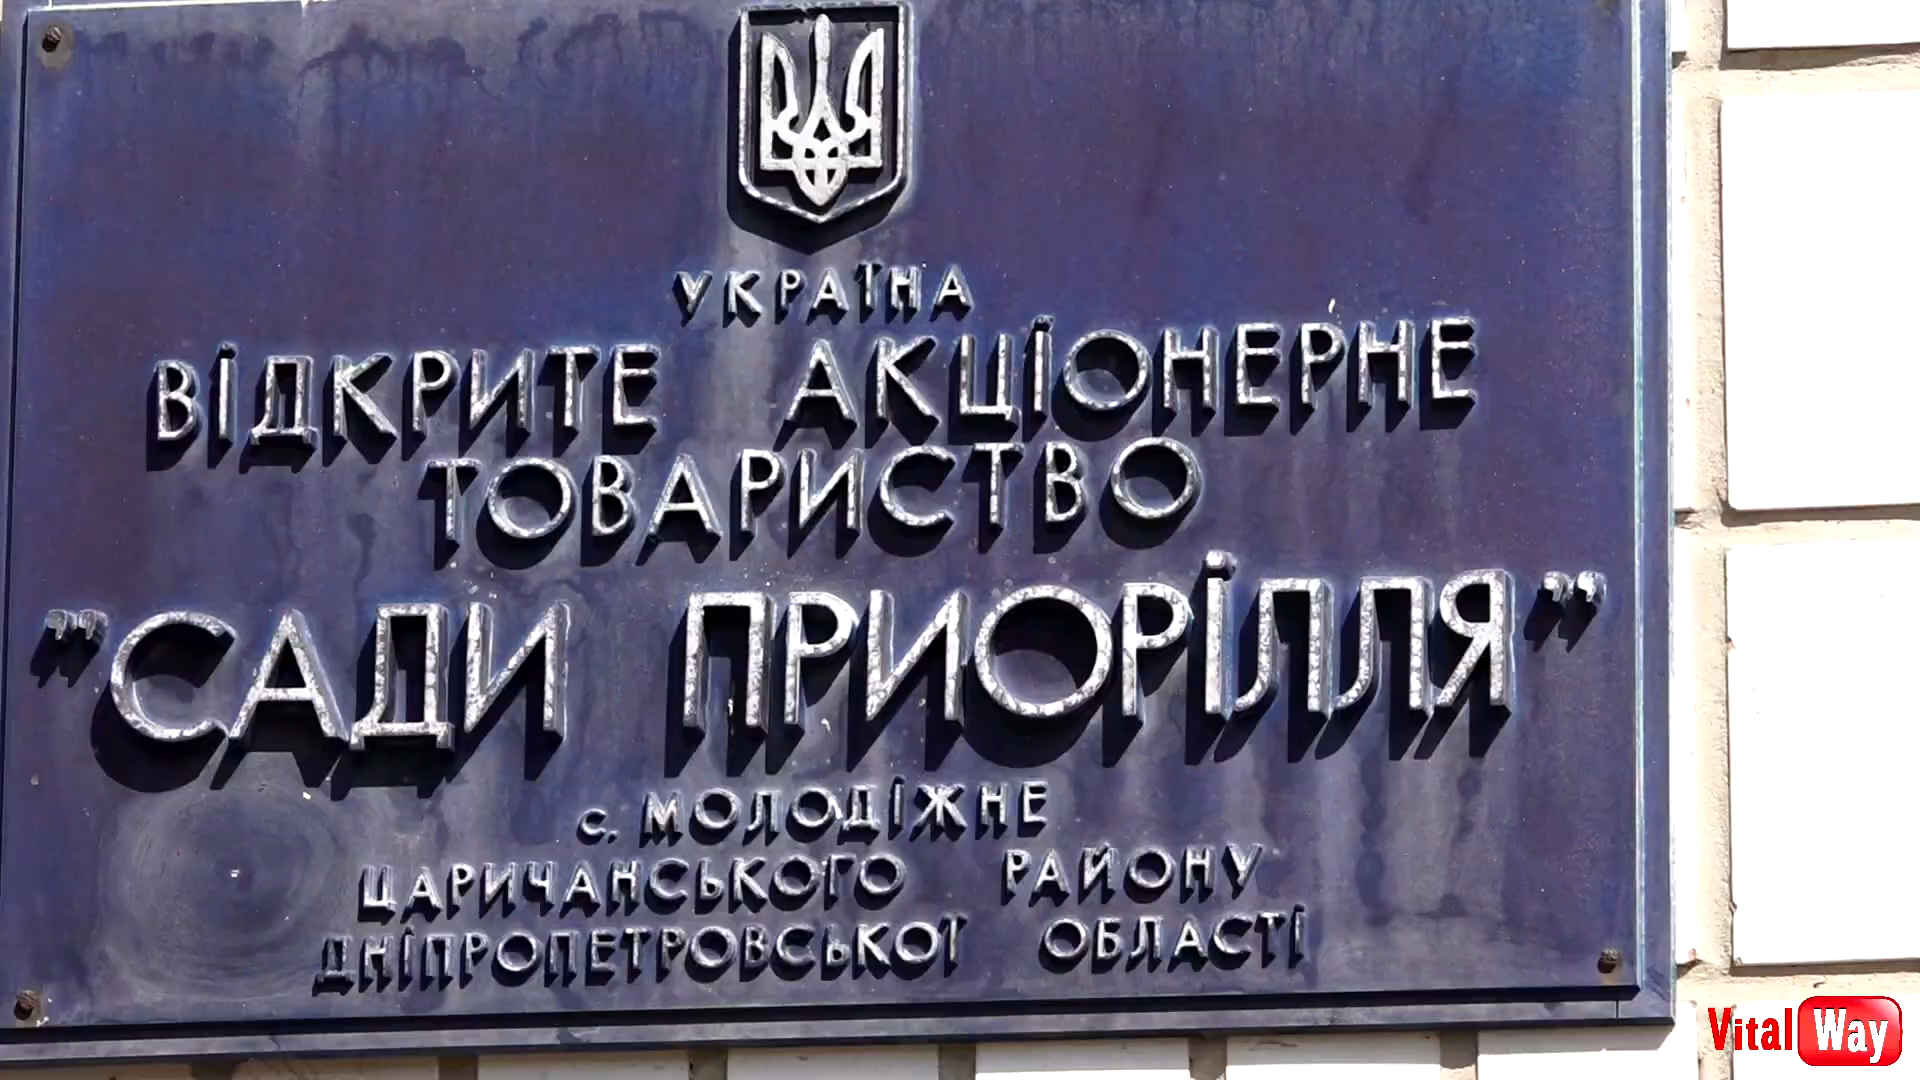 УКРАЇНА
ВІДКРИТЕ АКЦІОНЕРНЕ
ТОВАРИСТВО
"САДИ ПРИОРІЛЛЯ"
с. МОЛОДІЖНЕ
ЦАРИЧАНСЬКОГО РАЙОНУ
ДНІПРОПЕТРОВСЬКОЇ ОБЛАСТІ
Vital Way